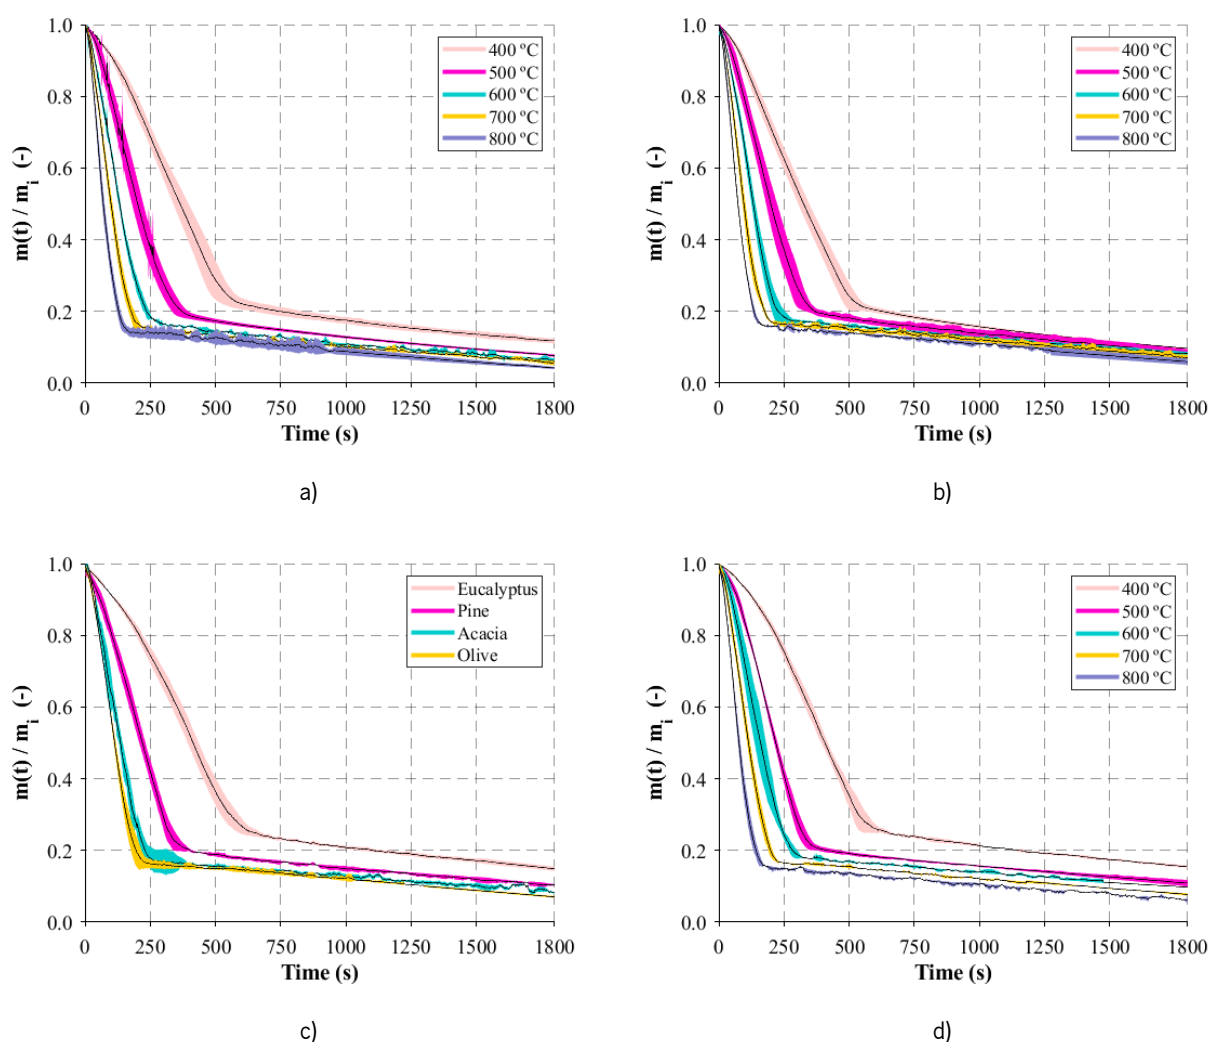 1.0
0.8
0.6
0.4
0.2
0.0
m(t) / m_i (-)
400 ºC
500 ºC
600 ºC
700 ºC
800 ºC
0 250 500 750 1000 1250 1500 1800
Time (s)
a)
1.0
0.8
0.6
0.4
0.2
0.0
m(t) / m_i (-)
400 ºC
500 ºC
600 ºC
700 ºC
800 ºC
0 250 500 750 1000 1250 1500 1800
Time (s)
b)
1.0
0.8
0.6
0.4
0.2
0.0
m(t) / m_i (-)
Eucalyptus
Pine
Acacia
Olive
0 250 500 750 1000 1250 1500 1800
Time (s)
c)
1.0
0.8
0.6
0.4
0.2
0.0
m(t) / m_i (-)
400 ºC
500 ºC
600 ºC
700 ºC
800 ºC
0 250 500 750 1000 1250 1500 1800
Time (s)
d)